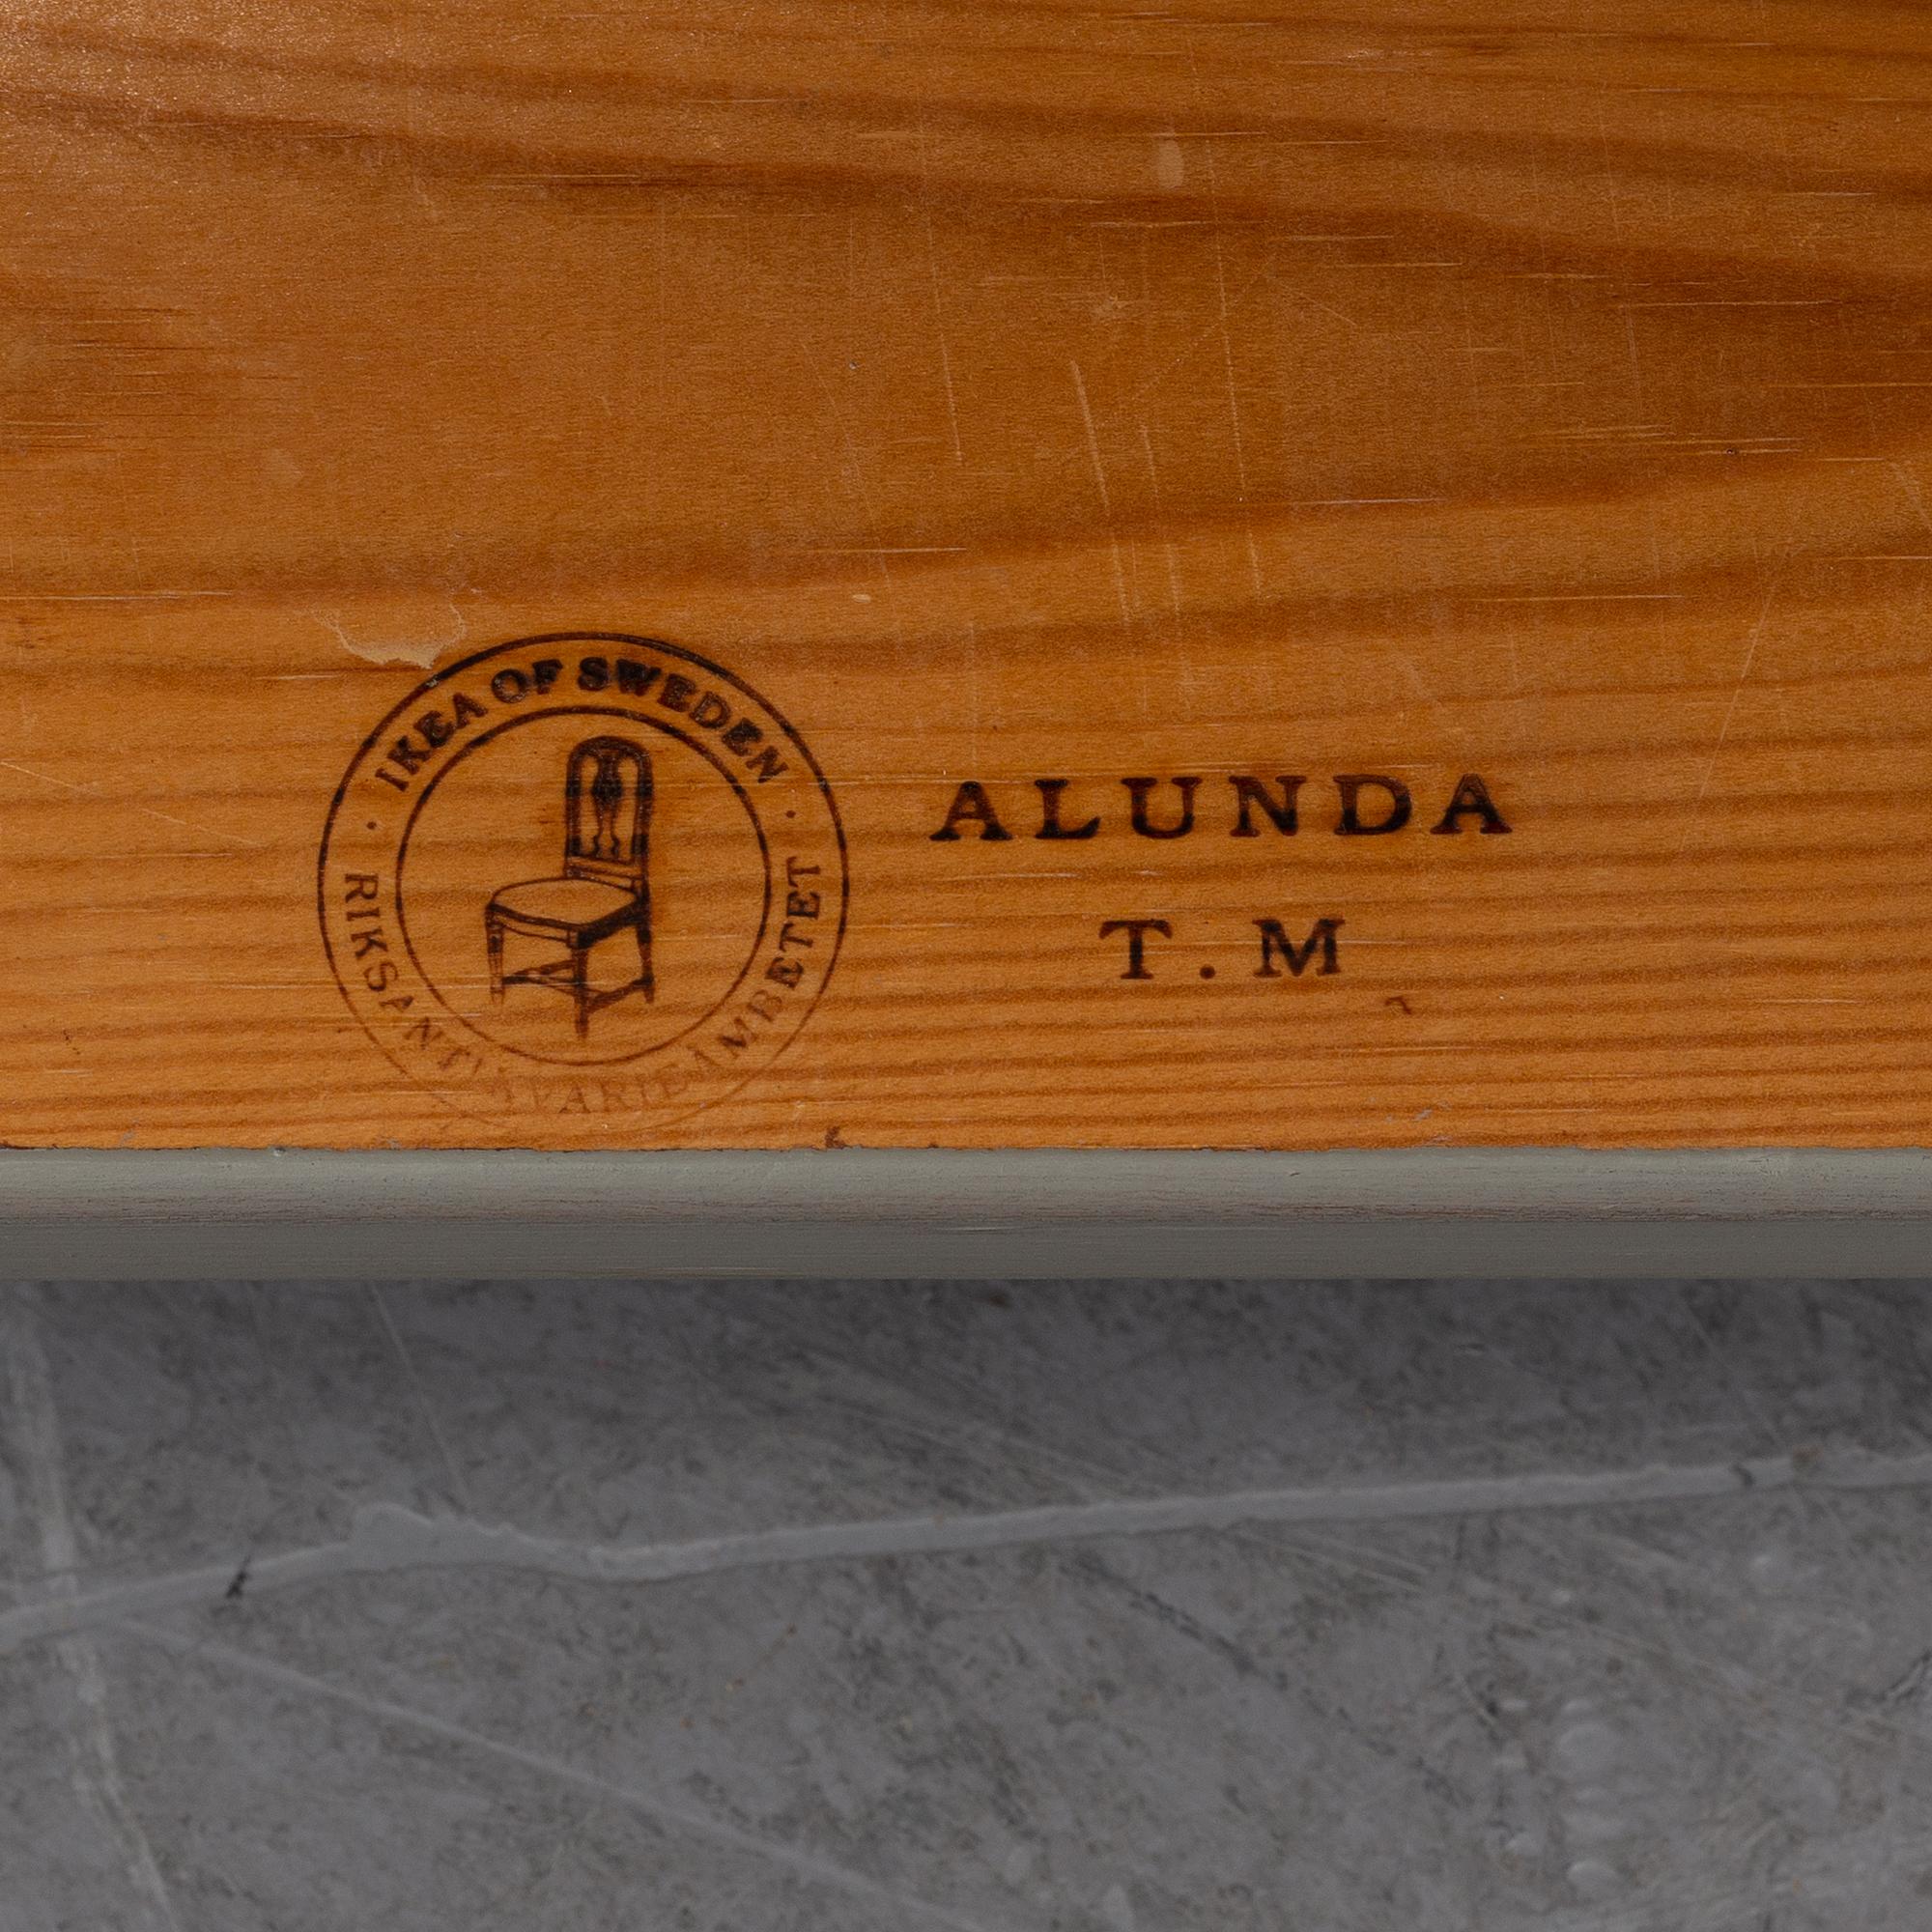 · IKEA OF SWEDEN ·
RIKSANTIKVARIEÄMBETET
ALUNDA
T.M